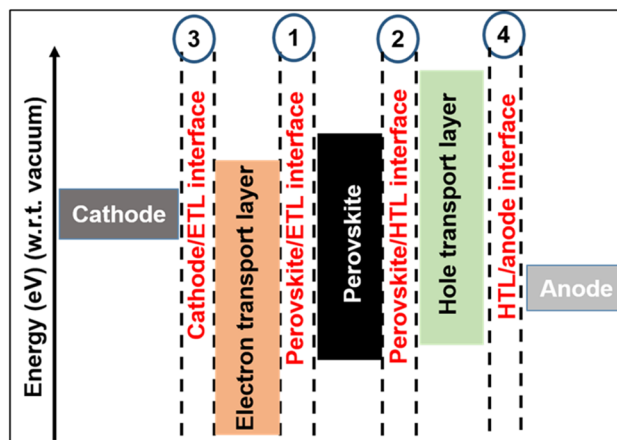 3
1
2
4
Energy (eV) (w.r.t. vacuum)
Cathode
Cathode/ETL interface
Electron transport layer
Perovskite/ETL interface
Perovskite
Perovskite/HTL interface
Hole transport layer
HTL/anode interface
Anode